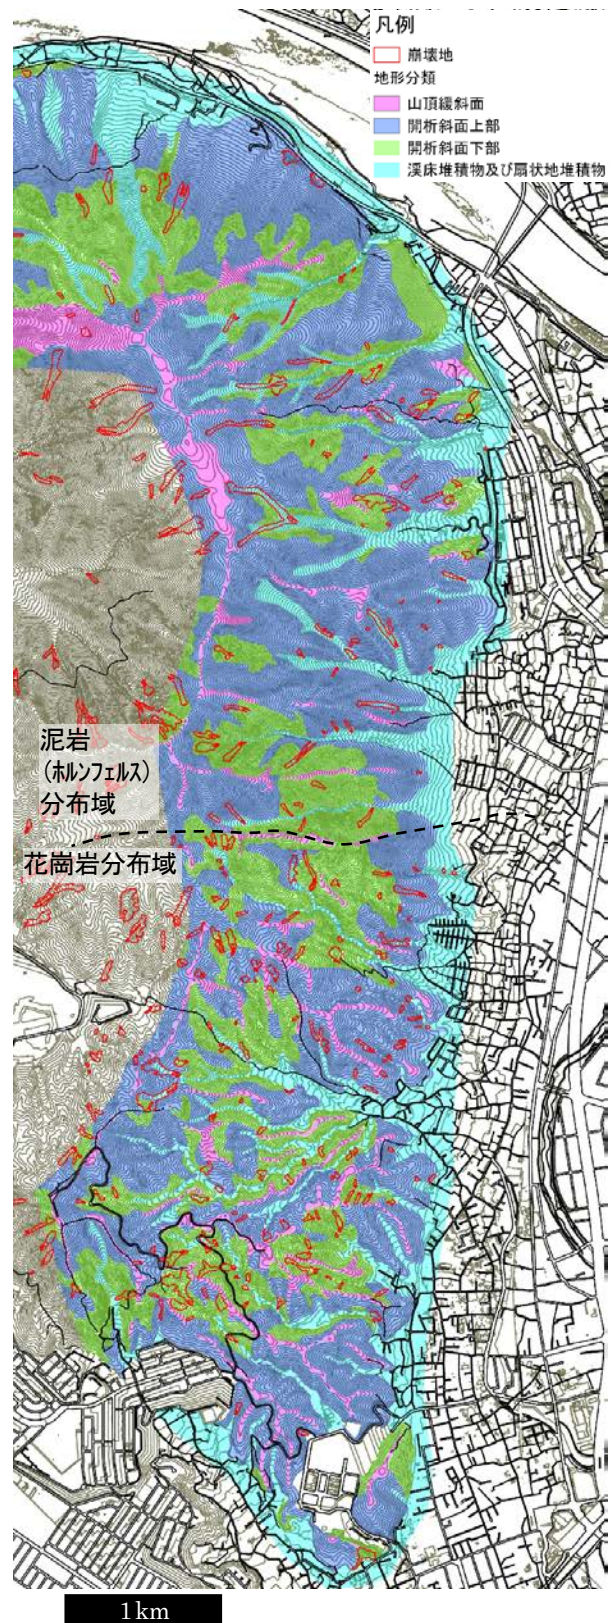 凡例
崩壊地
地形分類
山頂緩斜面
開析斜面上部
開析斜面下部
渓床堆積物及び扇状地堆積物
泥岩
(ホルンフェルス)
分布域
花崗岩分布域
1km